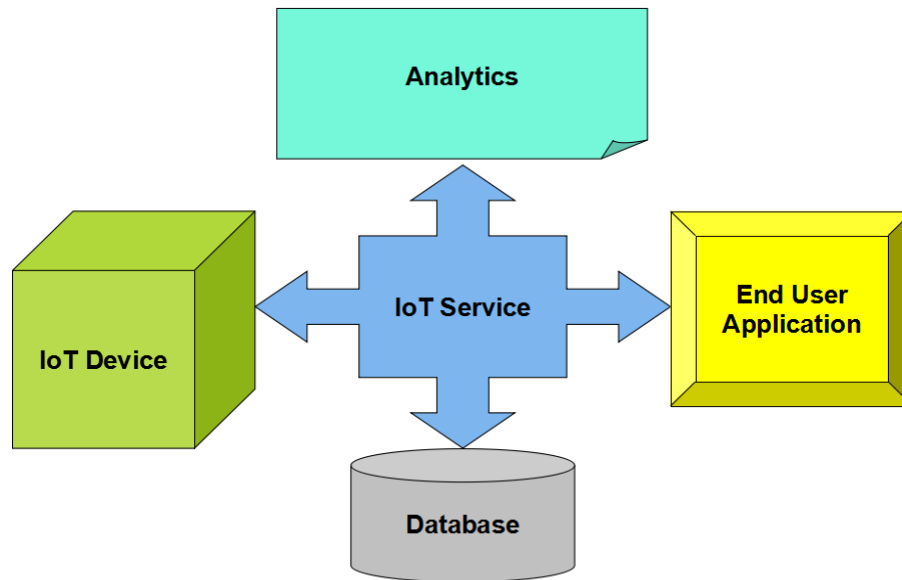 Analytics
IoT Device
IoT Service
End User
Application
Database